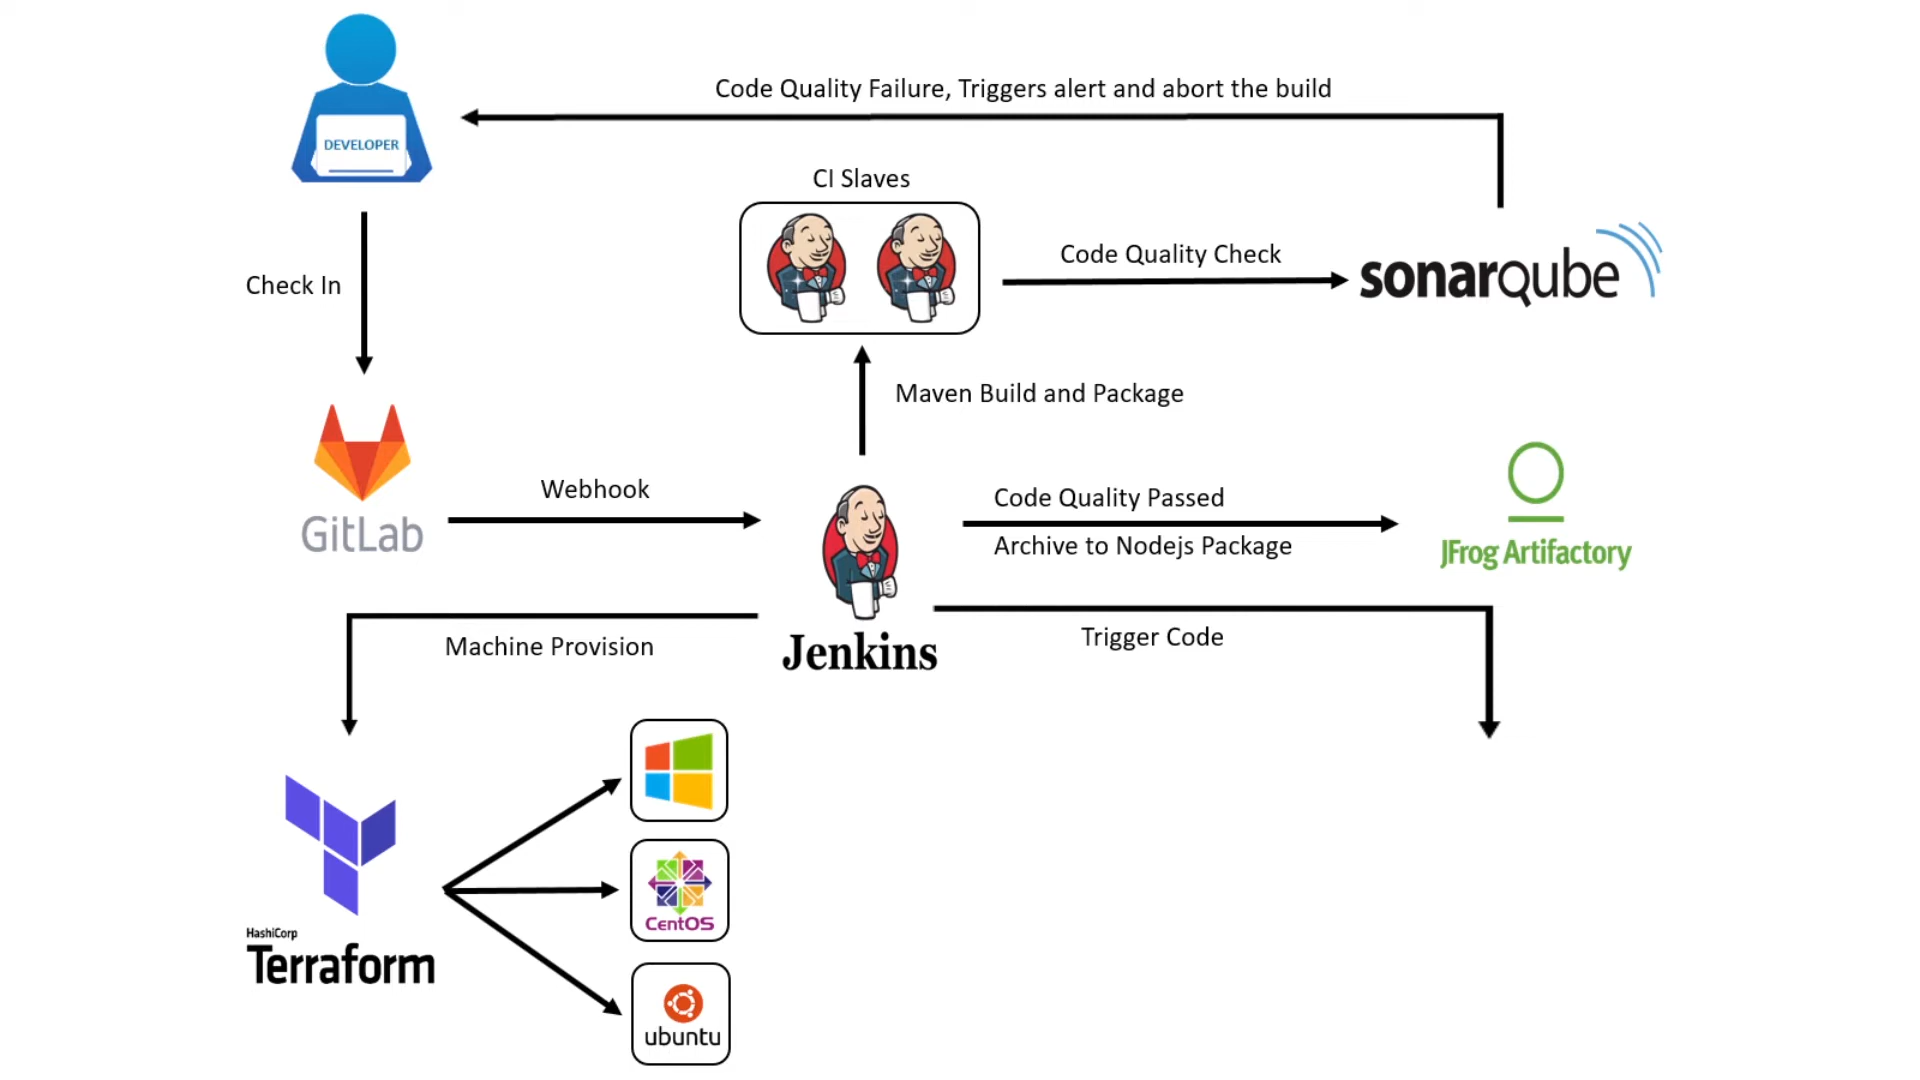 Code Quality Failure, Triggers alert and abort the build
DEVELOPER
CI Slaves
Check In
Code Quality Check
sonarqube
Maven Build and Package
Webhook
GitLab
Code Quality Passed
Archive to Nodejs Package
JFrog Artifactory
Machine Provision
Jenkins
Trigger Code
HashiCorp
Terraform
CentOS
ubuntu